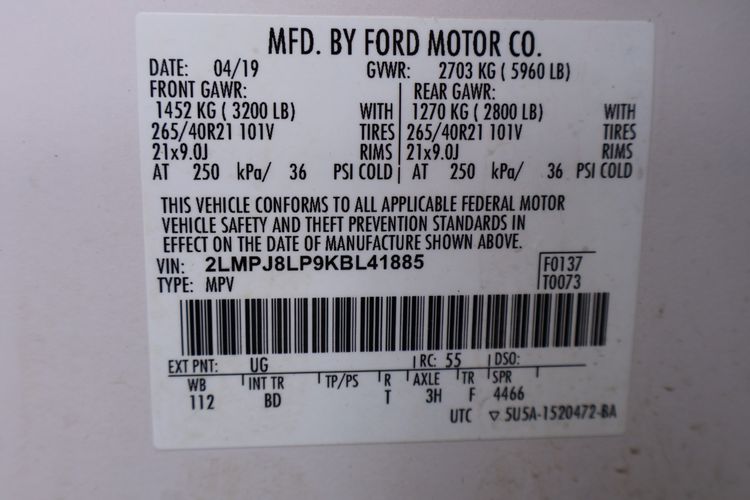 MFD. BY FORD MOTOR CO.
DATE: 04/19 GVWR: 2703 KG ( 5960 LB)
FRONT GAWR: REAR GAWR:
1452 KG ( 3200 LB) WITH 1270 KG ( 2800 LB) WITH
265/40R21 101V TIRES 265/40R21 101V TIRES
21x9.0J RIMS 21x9.0J RIMS
AT 250 kPa/ 36 PSI COLD AT 250 kPa/ 36 PSI COLD
THIS VEHICLE CONFORMS TO ALL APPLICABLE FEDERAL MOTOR
VEHICLE SAFETY AND THEFT PREVENTION STANDARDS IN
EFFECT ON THE DATE OF MANUFACTURE SHOWN ABOVE.
VIN: 2LMPJ8LP9KBL41885 F0137
TYPE: MPV T0073
EXT PNT: UG RC: 55 DSO:
WB INT TR TP/PS R AXLE TR SPR
112 BD T 3H F 4466
UTC ▽ 5U5A-1520472-BA